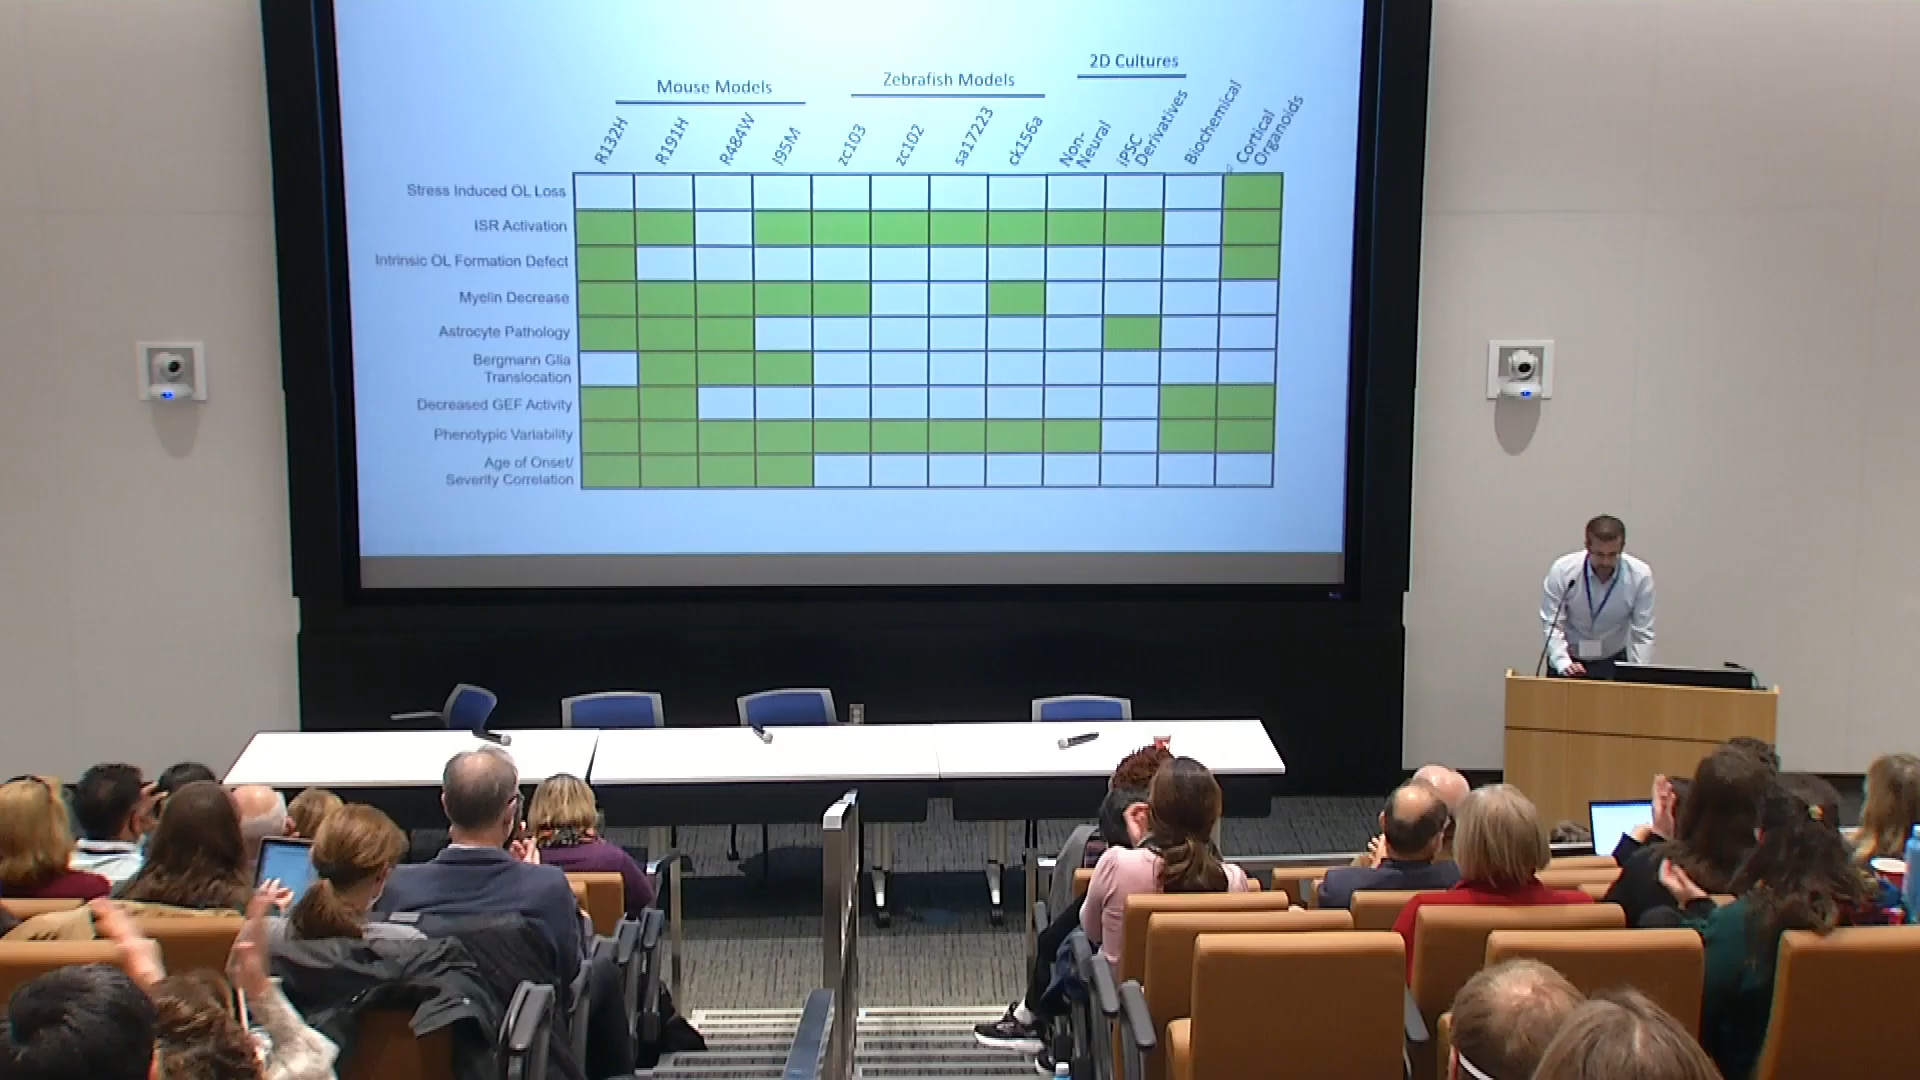 Mouse Models
Zebrafish Models
2D Cultures
R132H
R191H
R484W
I95M
zc103
zc102
sa17223
ck156a
Non-
Neural
iPSC
Derivatives
Biochemical
Cortical
Organoids
Stress Induced OL Loss
ISR Activation
Intrinsic OL Formation Defect
Myelin Decrease
Astrocyte Pathology
Bergmann Glia
Translocation
Decreased GEF Activity
Phenotypic Variability
Age of Onset/
Severity Correlation